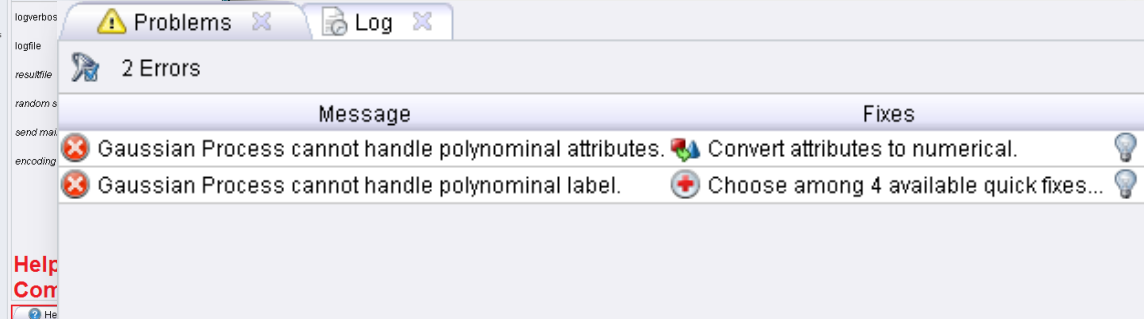 logverbos
logfile
resultfile
random s
send mai
encoding
Help
Com
He
Problems
Log
2 Errors
Message Fixes
Gaussian Process cannot handle polynominal attributes. Convert attributes to numerical.
Gaussian Process cannot handle polynominal label. Choose among 4 available quick fixes...